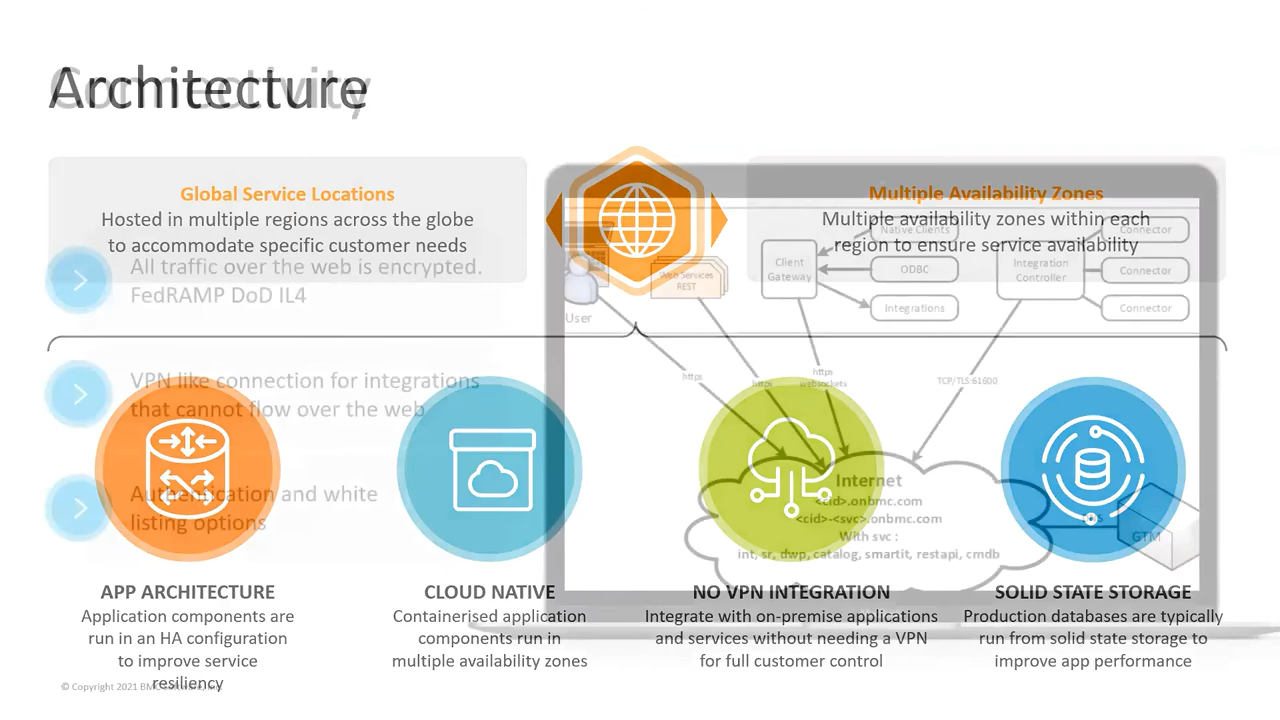 Architecture
Connectivity
Global Service Locations
Hosted in multiple regions across the globe
to accommodate specific customer needs
Multiple Availability Zones
Multiple availability zones within each
region to ensure service availability
All traffic over the web is encrypted.
FedRAMP DoD IL4
VPN like connection for integrations
that cannot flow over the web
Authentication and white
listing options
User
Web Services
REST
Client
Gateway
Native Clients
ODBC
Integrations
Integration
Controller
Connector
Connector
Connector
https
https
https
websockets
TCP/TLS:61600
Internet
<cid>.onbmc.com
<cid>-<svc>.onbmc.com
With svc :
int, sr, dwp, catalog, smartit, restapi, cmdb
GTM
APP ARCHITECTURE
Application components are
run in an HA configuration
to improve service
resiliency
CLOUD NATIVE
Containerised application
components run in
multiple availability zones
NO VPN INTEGRATION
Integrate with on-premise applications
and services without needing a VPN
for full customer control
SOLID STATE STORAGE
Production databases are typically
run from solid state storage to
improve app performance
© Copyright 2021 BMC Software, Inc.